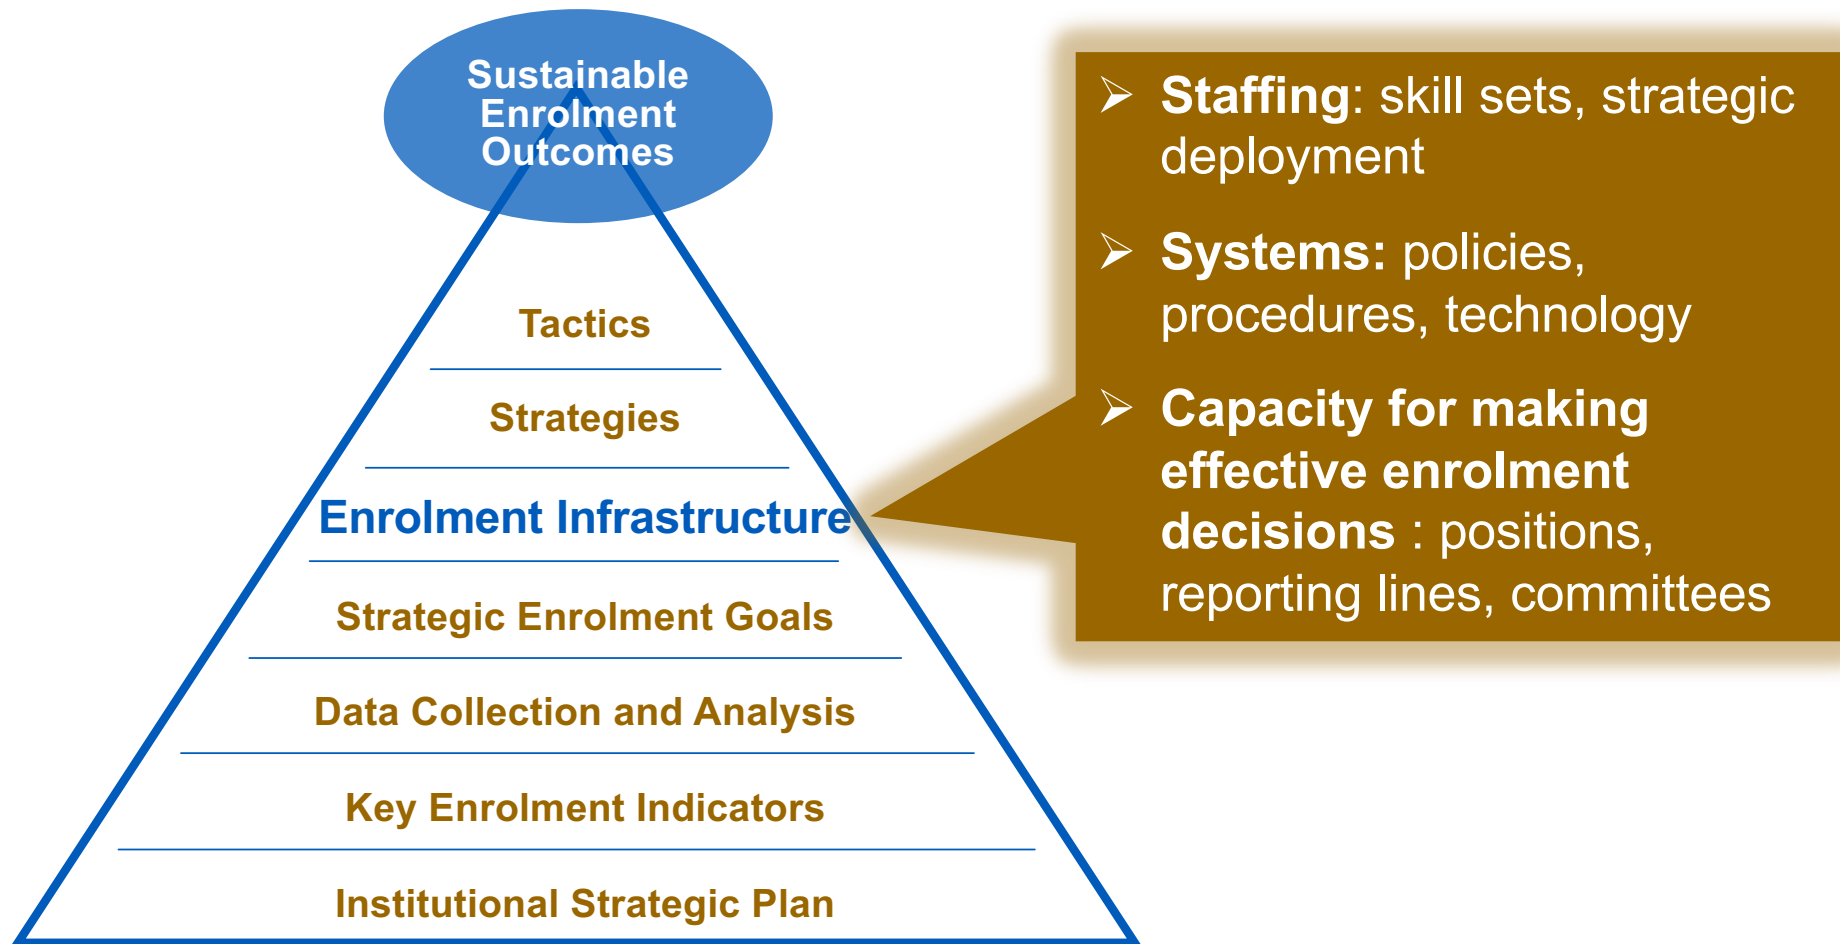 Sustainable
Enrolment
Outcomes
Tactics
Strategies
Enrolment Infrastructure
Strategic Enrolment Goals
Data Collection and Analysis
Key Enrolment Indicators
Institutional Strategic Plan
➢ Staffing: skill sets, strategic
deployment
➢ Systems: policies,
procedures, technology
➢ Capacity for making
effective enrolment
decisions : positions,
reporting lines, committees